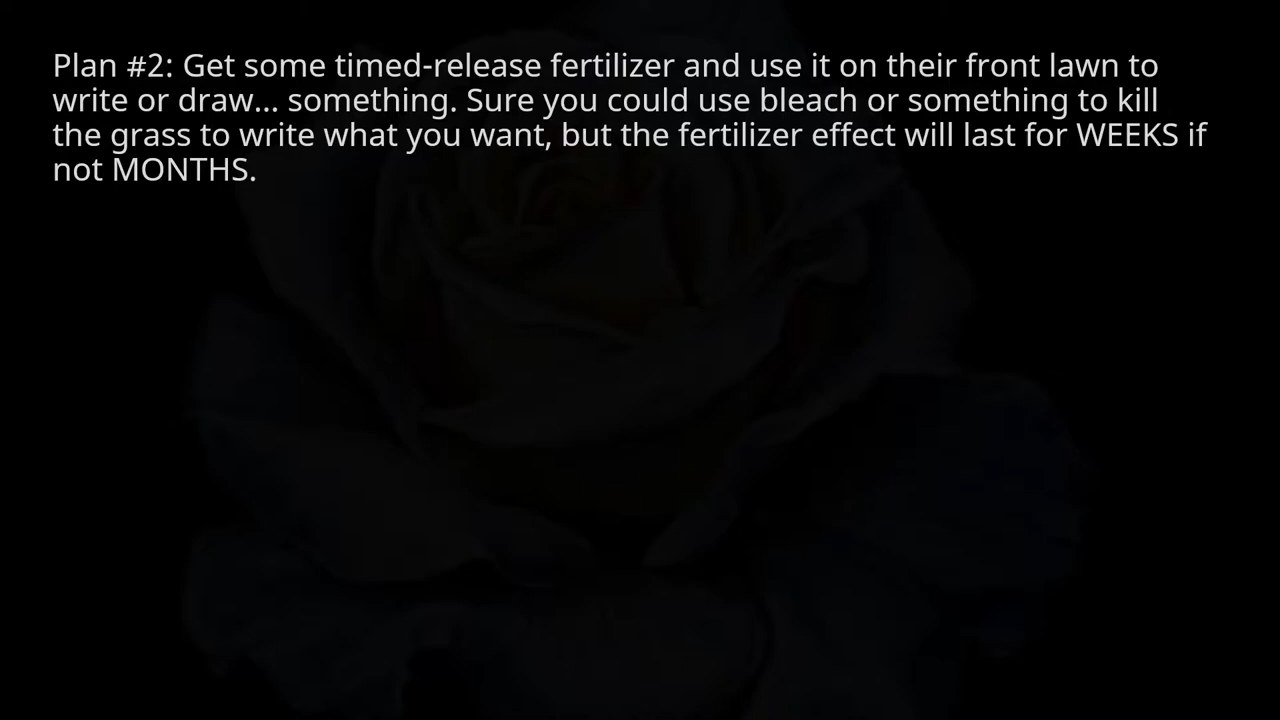 Plan #2: Get some timed-release fertilizer and use it on their front lawn to
write or draw... something. Sure you could use bleach or something to kill
the grass to write what you want, but the fertilizer effect will last for WEEKS if
not MONTHS.